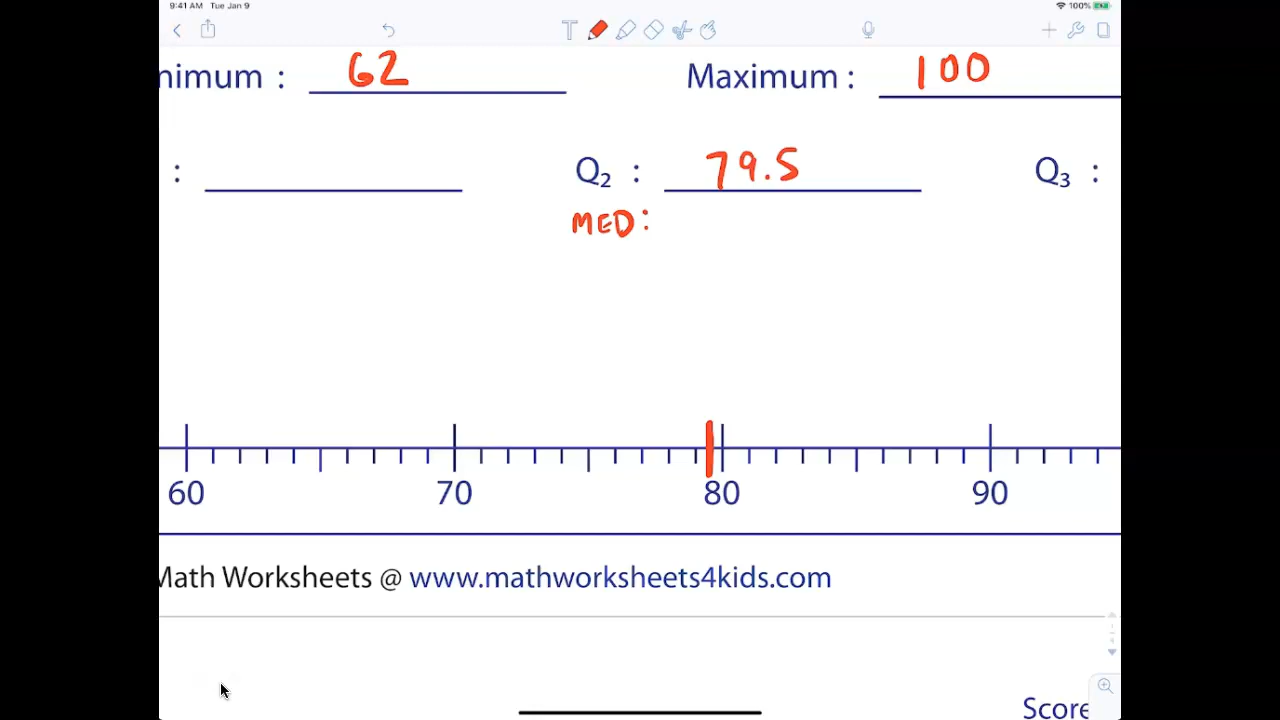 9:41 AM Tue Jan 9 100%
nimum : 62 Maximum : 100
: Q2 : 79.5 Q3 :
MED:
60 70 80 90
Math Worksheets @ www.mathworksheets4kids.com
Score